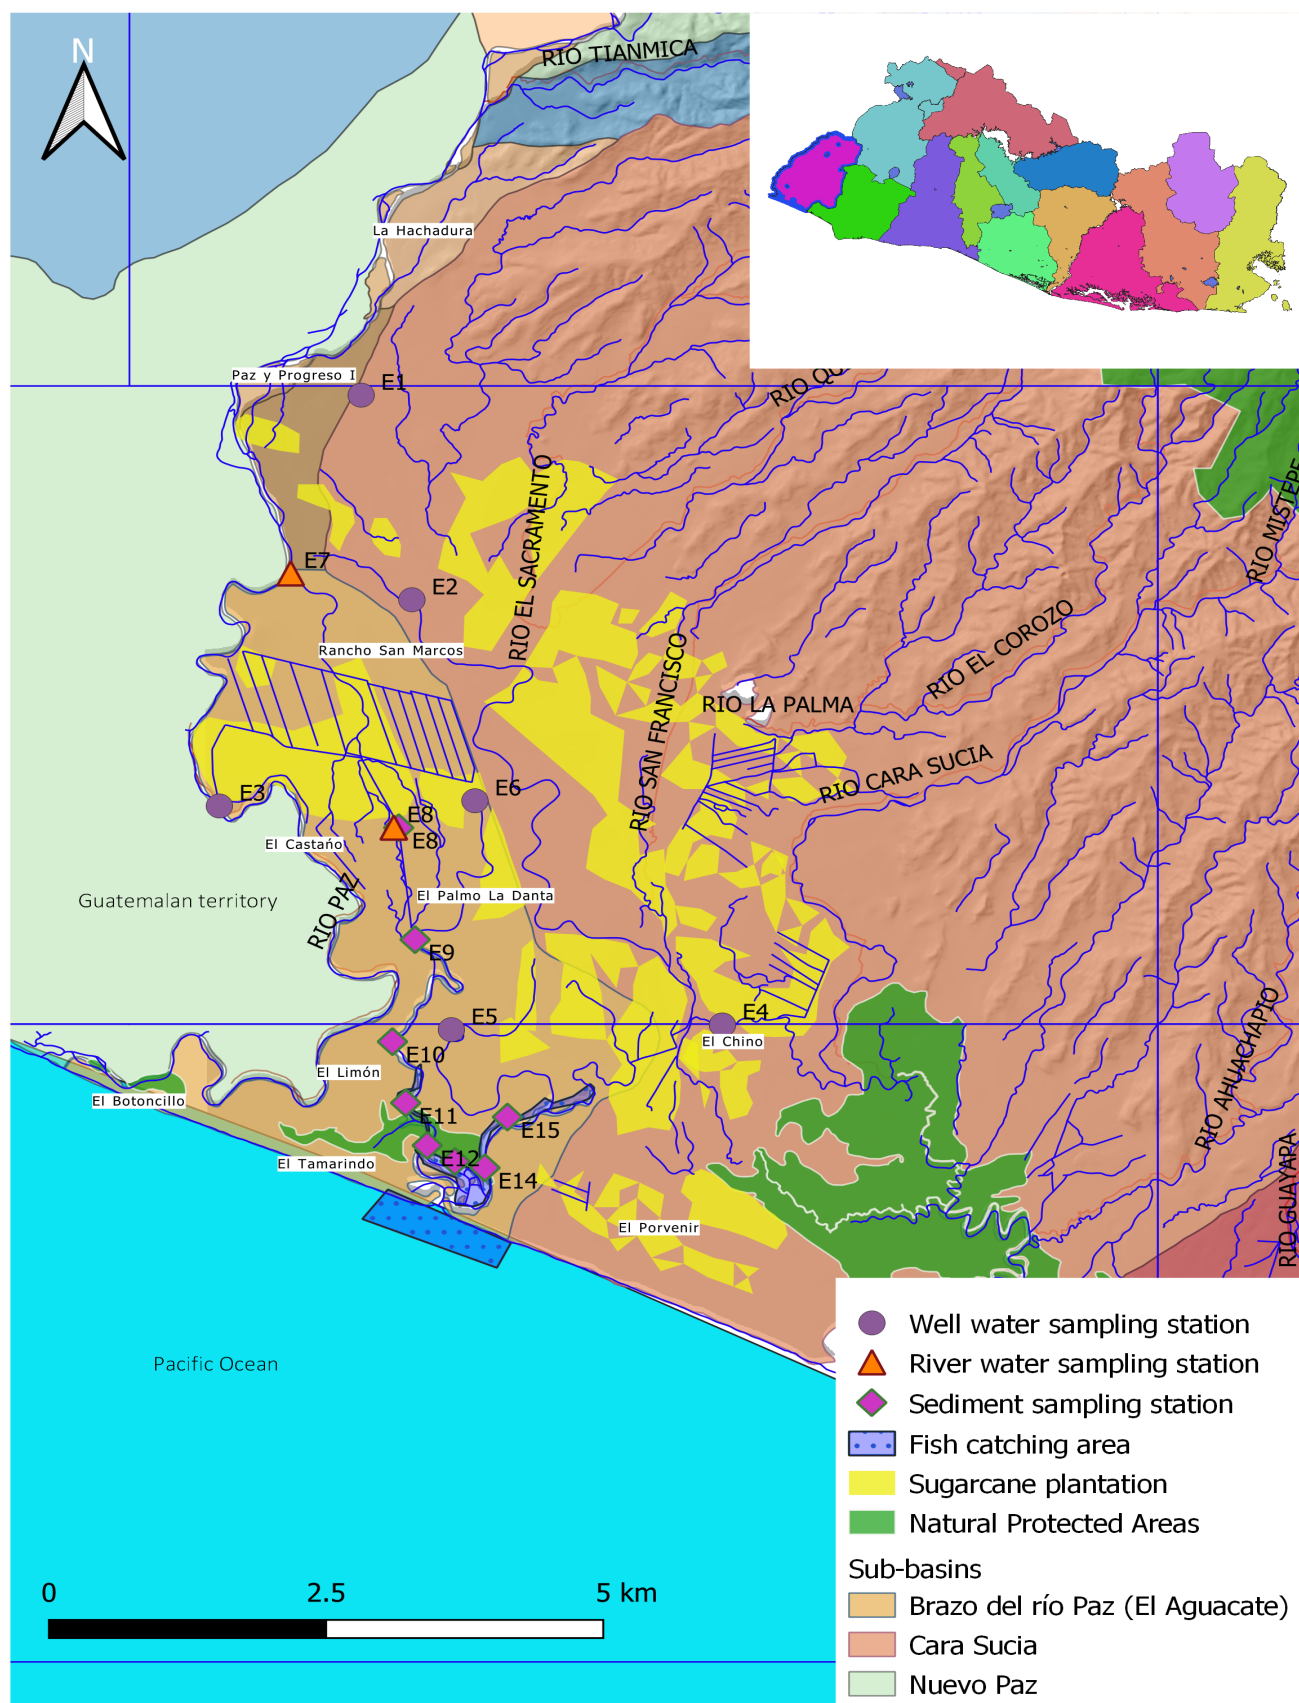 N
RIO TIANMICA
La Hachadura
Paz y Progreso I
E1
RIO QU
RIO MISTEPE
RIO EL SACRAMENTO
E7
E2
Rancho San Marcos
RIO SAN FRANCISCO
RIO EL COROZO
RIO LA PALMA
RIO CARA SUCIA
E3
E6
E8
E8
El Castaño
El Palmo La Danta
Guatemalan territory
RIO PAZ
E9
E5
E4
El Chino
E10
El Limón
RIO AHUACHAPIO
El Botoncillo
E11
E15
E12
El Tamarindo
E14
RIO GUAYAPA
El Porvenir
Pacific Ocean
Well water sampling station
River water sampling station
Sediment sampling station
Fish catching area
Sugarcane plantation
Natural Protected Areas
Sub-basins
Brazo del río Paz (El Aguacate)
Cara Sucia
Nuevo Paz
0 2.5 5 km